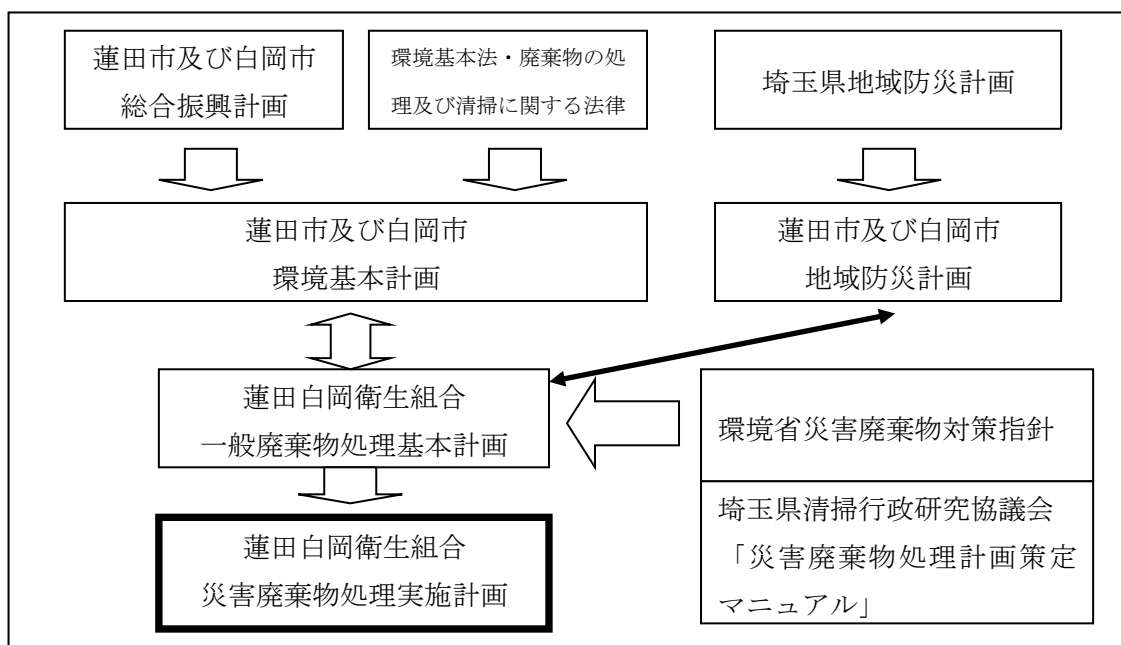 蓮田市及び白岡市
総合振興計画
環境基本法・廃棄物の処
理及び清掃に関する法律
埼玉県地域防災計画
蓮田市及び白岡市
環境基本計画
蓮田市及び白岡市
地域防災計画
蓮田白岡衛生組合
一般廃棄物処理基本計画
環境省災害廃棄物対策指針
蓮田白岡衛生組合
災害廃棄物処理実施計画
埼玉県清掃行政研究協議会
「災害廃棄物処理計画策定
マニュアル」